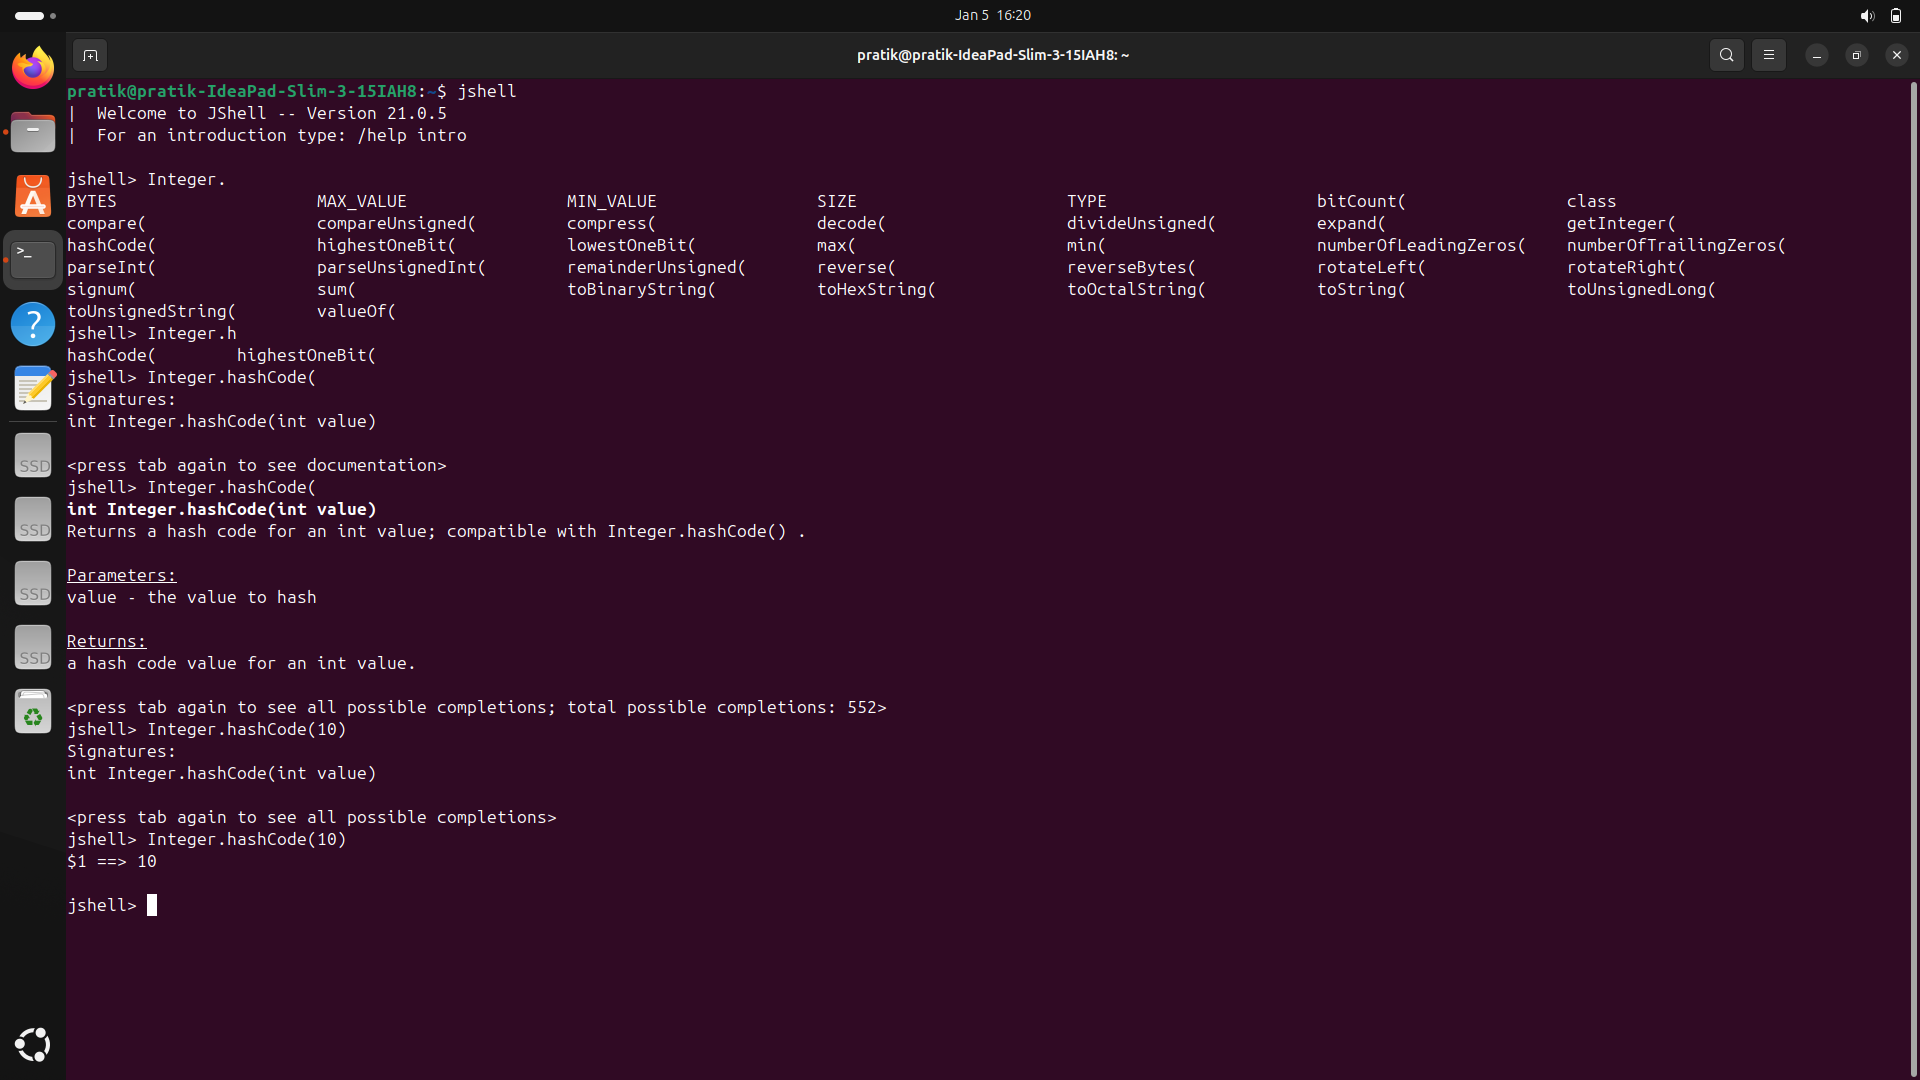 Jan 5 16:20
pratik@pratik-IdeaPad-Slim-3-15IAH8: ~
pratik@pratik-IdeaPad-Slim-3-15IAH8:~$ jshell
| Welcome to JShell -- Version 21.0.5
| For an introduction type: /help intro
jshell> Integer.
BYTES MAX_VALUE MIN_VALUE SIZE TYPE bitCount( class
compare( compareUnsigned( compress( decode( divideUnsigned( expand( getInteger(
hashCode( highestOneBit( lowestOneBit( max( min( numberOfLeadingZeros( numberOfTrailingZeros(
parseInt( parseUnsignedInt( remainderUnsigned( reverse( reverseBytes( rotateLeft( rotateRight(
signum( sum( toBinaryString( toHexString( toOctalString( toString( toUnsignedLong(
toUnsignedString( valueOf(
jshell> Integer.h
hashCode( highestOneBit(
jshell> Integer.hashCode(
Signatures:
int Integer.hashCode(int value)
<press tab again to see documentation>
jshell> Integer.hashCode(
int Integer.hashCode(int value)
Returns a hash code for an int value; compatible with Integer.hashCode() .
Parameters:
value - the value to hash
Returns:
a hash code value for an int value.
<press tab again to see all possible completions; total possible completions: 552>
jshell> Integer.hashCode(10)
Signatures:
int Integer.hashCode(int value)
<press tab again to see all possible completions>
jshell> Integer.hashCode(10)
$1 ==> 10
jshell>
>_
?
SSD
SSD
SSD
SSD